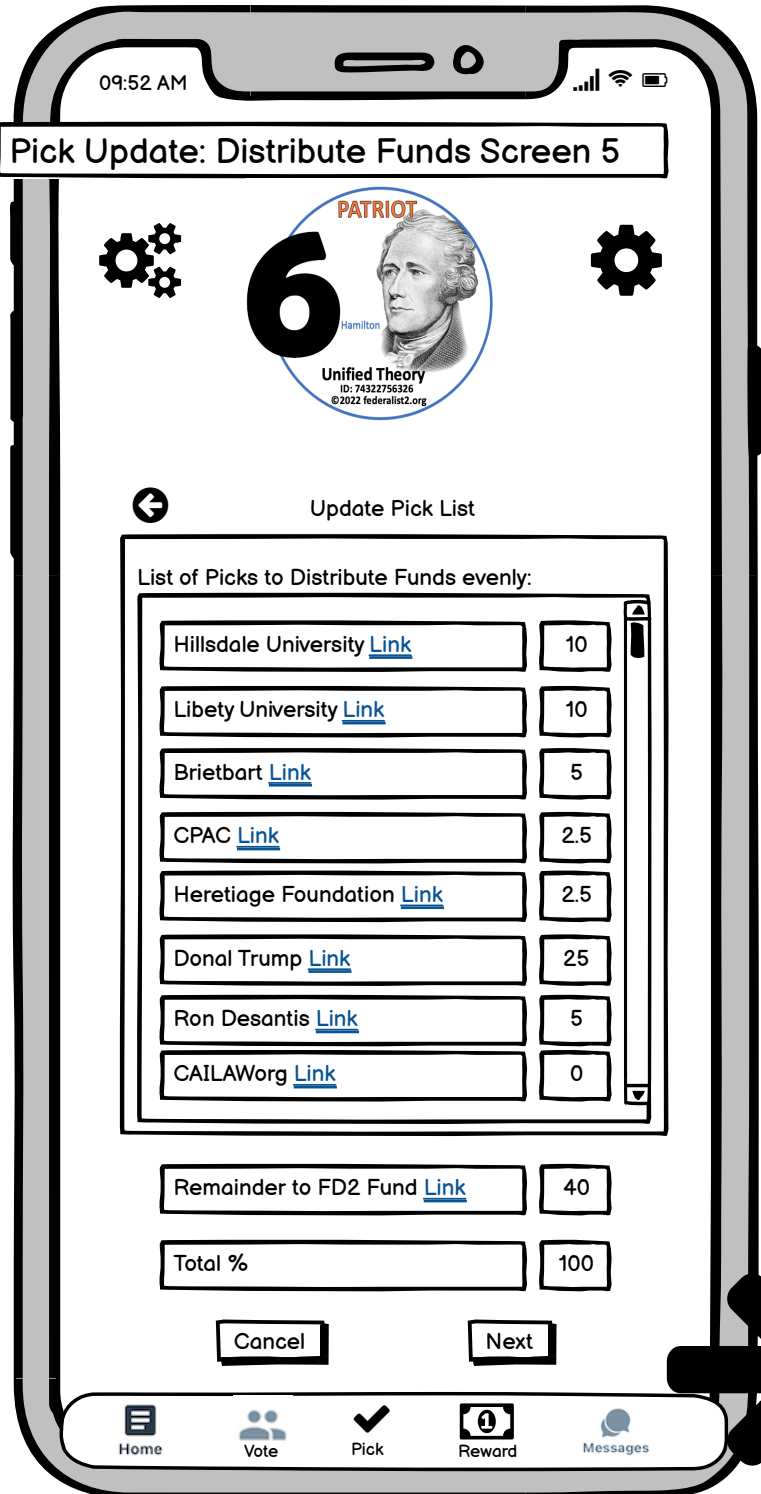 09:52 AM
Pick Update: Distribute Funds Screen 5
PATRIOT
6
Hamilton
Unified Theory
ID: 74322756326
©2022 federalist2.org
Update Pick List
List of Picks to Distribute Funds evenly:
Hillsdale University Link 10
Libety University Link 10
Brietbart Link 5
CPAC Link 2.5
Heretiage Foundation Link 2.5
Donal Trump Link 25
Ron Desantis Link 5
CAILAWorg Link 0
Remainder to FD2 Fund Link 40
Total % 100
Cancel Next
1
Home Vote Pick Reward Messages